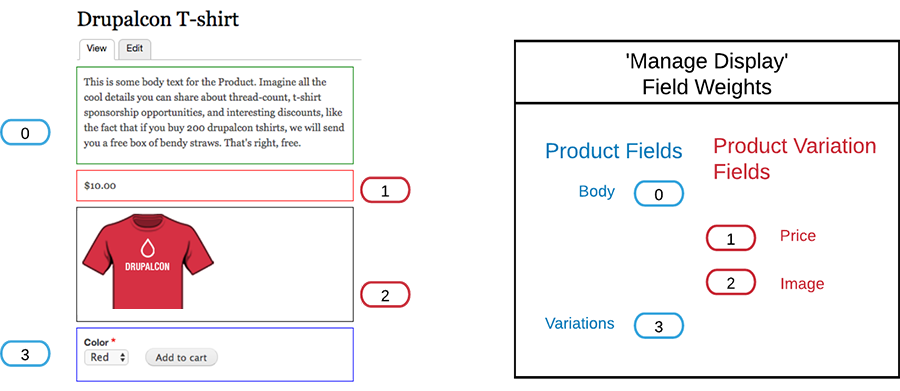 Drupalcon T-shirt
View
Edit
This is some body text for the Product. Imagine all the
cool details you can share about thread-count, t-shirt
sponsorship opportunities, and interesting discounts, like
the fact that if you buy 200 drupalcon tshirts, we will send
you a free box of bendy straws. That's right, free.
0
$10.00
1
DRUPALCON
2
Color *
Red
Add to cart
3
'Manage Display'
Field Weights
Product Fields
Product Variation
Fields
Body 0
1 Price
2 Image
Variations 3